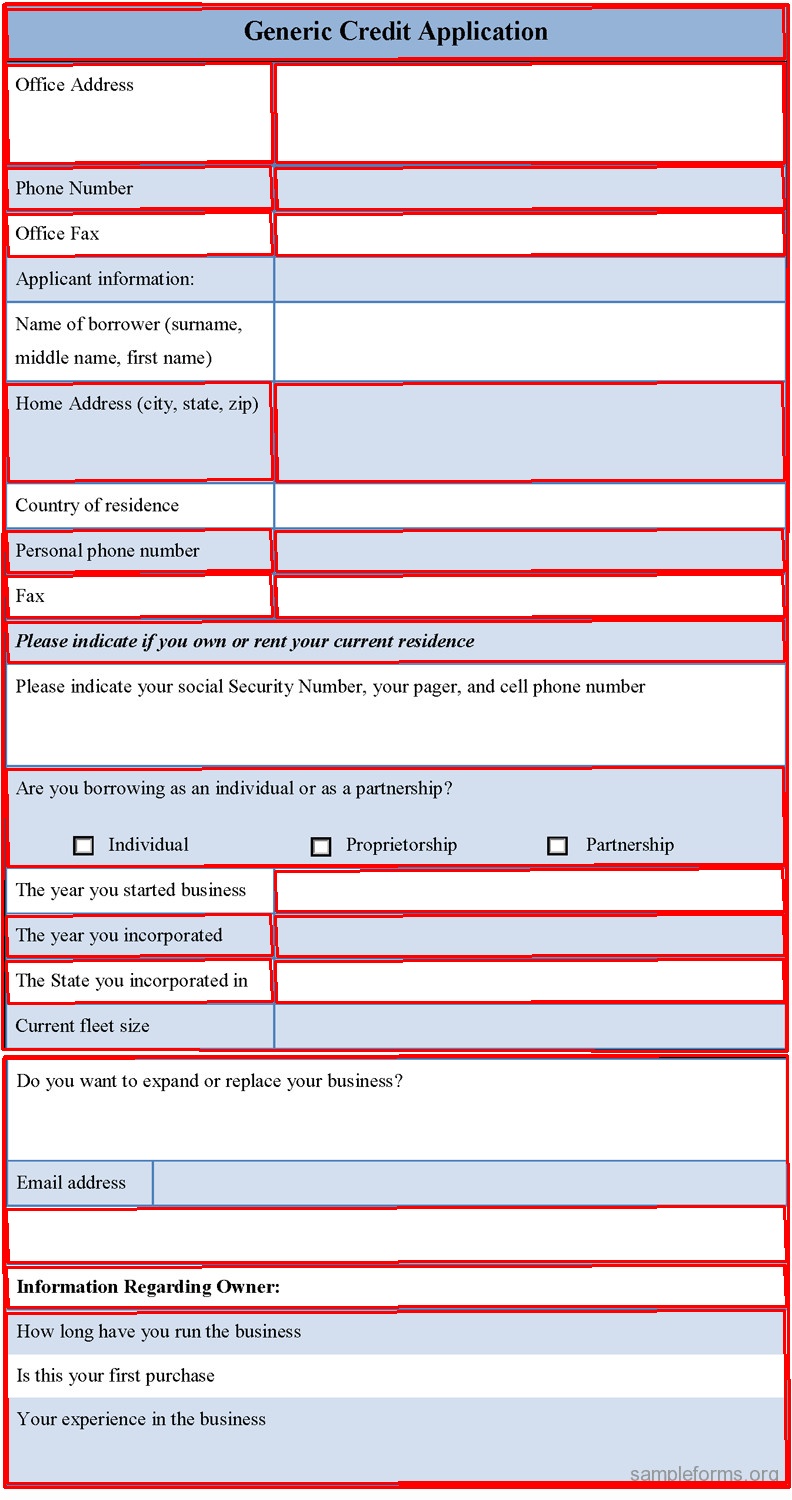 Generic Credit Application
Office Address
Phone Number
Office Fax
Applicant information:
Name of borrower (surname,
middle name, first name)
Home Address (city, state, zip)
Country of residence
Personal phone number
Fax
Please indicate if you own or rent your current residence
Please indicate your social Security Number, your pager, and cell phone number
Are you borrowing as an individual or as a partnership?
Individual Proprietorship Partnership
The year you started business
The year you incorporated
The State you incorporated in
Current fleet size
Do you want to expand or replace your business?
Email address
Information Regarding Owner:
How long have you run the business
Is this your first purchase
Your experience in the business
sampleforms.org